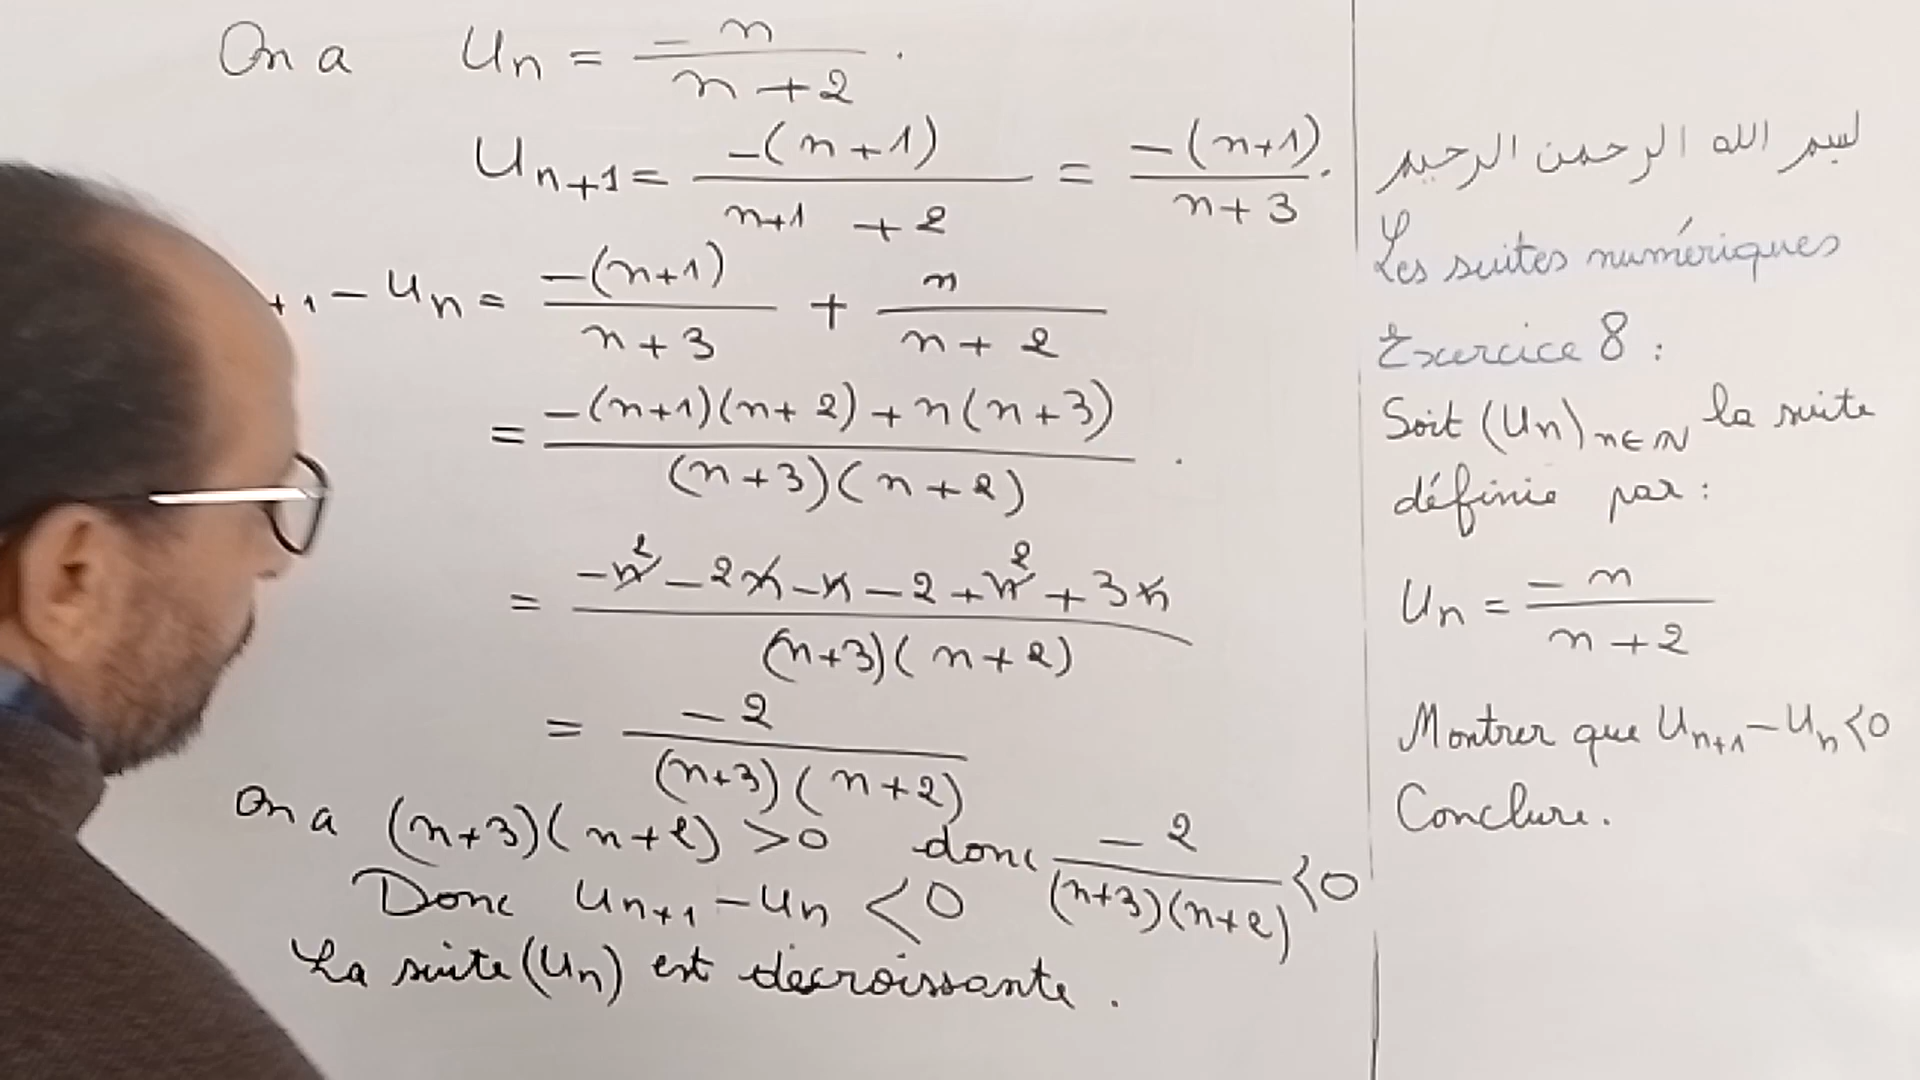 On a Un = -n/(n+2).
Un+1 = -(n+1)/(n+1 +2) = -(n+1)/(n+3).
+1 - Un = -(n+1)/(n+3) + n/(n+2)
= (-(n+1)(n+2)+n(n+3))/((n+3)(n+2)).
= (-n²-2n-n-2+n²+3n)/((n+3)(n+2))
= -2/((n+3)(n+2))
On a (n+3)(n+2) >0 donc -2/((n+3)(n+2)) <0
Donc Un+1 - Un <0
La suite (Un) est décroissante.
بسم الله الرحمن الرحيم
Les suites numériques
Exercice 8 :
Soit (Un)n∈N la suite
définie par :
Un = -n/(n+2)
Montrer que Un+1 - Un <0
Conclure.